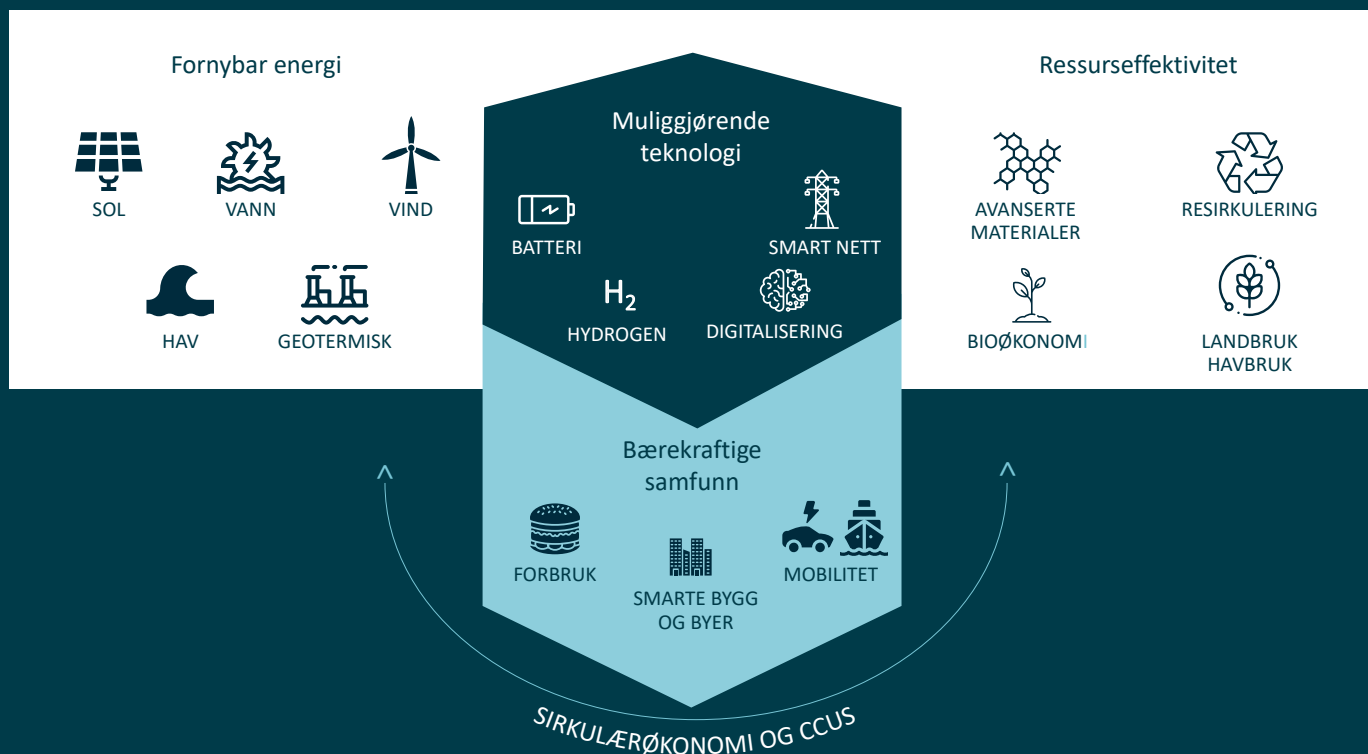 Fornybar energi
SOL
VANN
VIND
HAV
GEOTERMISK
Muliggjørende
teknologi
BATTERI
SMART NETT
H₂
HYDROGEN
DIGITALISERING
Ressurseffektivitet
AVANSERTE
MATERIALER
RESIRKULERING
BIOØKONOMI
LANDBRUK
HAVBRUK
Bærekraftige
samfunn
FORBRUK
SMARTE BYGG
OG BYER
MOBILITET
SIRKULÆRØKONOMI OG CCUS